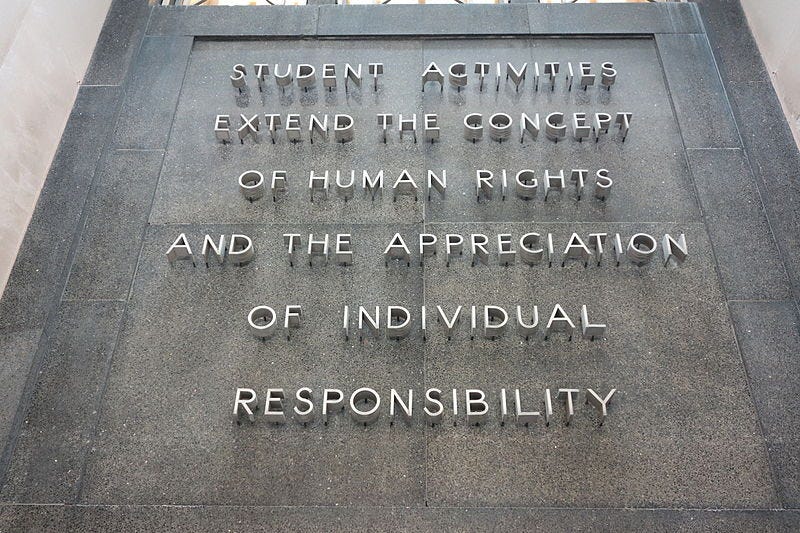 STUDENT ACTIVITIES
EXTEND THE CONCEPT
OF HUMAN RIGHTS
AND THE APPRECIATION
OF INDIVIDUAL
RESPONSIBILITY